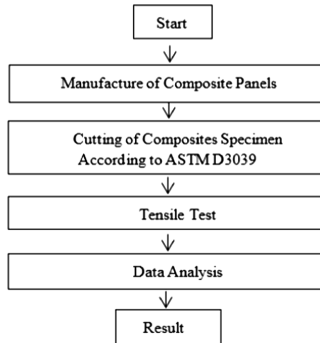 Start
Manufacture of Composite Panels
Cutting of Composites Specimen
According to ASTM D3039
Tensile Test
Data Analysis
Result